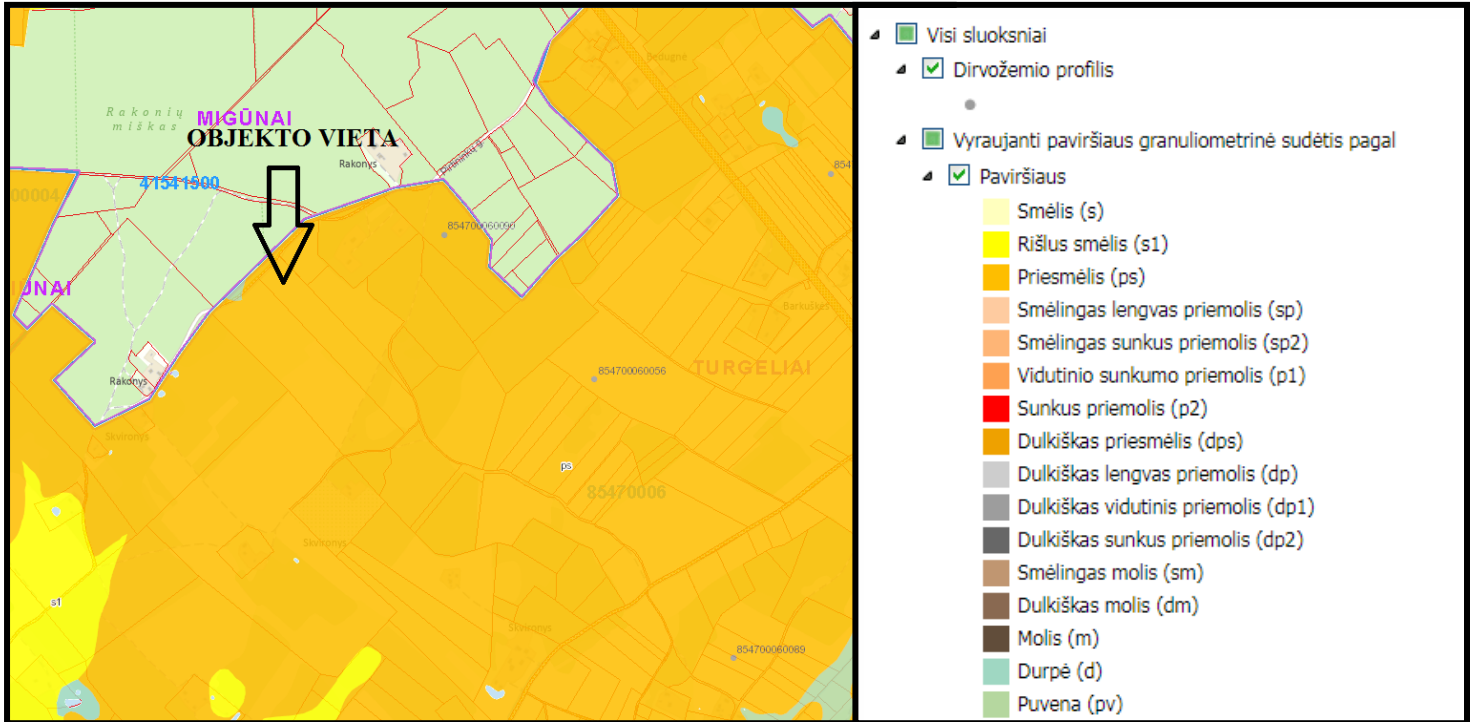 Bedugnė
Rakonių
miškas
MIGŪNAI
OBJEKTO VIETA
Rakonys
Pirtininkų g.
41541500
00004
854
854700060090
ŪNAI
Barkuškės
854700060056
TURGELIAI
Rakonys
Skvironys
ps
85470006
Skvironys
s1
Skvironys
854700060089
Visi sluoksniai
Dirvožemio profilis
Vyraujanti paviršiaus granuliometrinė sudėtis pagal
Paviršiaus
Smėlis (s)
Rišlus smėlis (s1)
Priesmėlis (ps)
Smėlingas lengvas priemolis (sp)
Smėlingas sunkus priemolis (sp2)
Vidutinio sunkumo priemolis (p1)
Sunkus priemolis (p2)
Dulkiškas priesmėlis (dps)
Dulkiškas lengvas priemolis (dp)
Dulkiškas vidutinis priemolis (dp1)
Dulkiškas sunkus priemolis (dp2)
Smėlingas molis (sm)
Dulkiškas molis (dm)
Molis (m)
Durpė (d)
Puvena (pv)